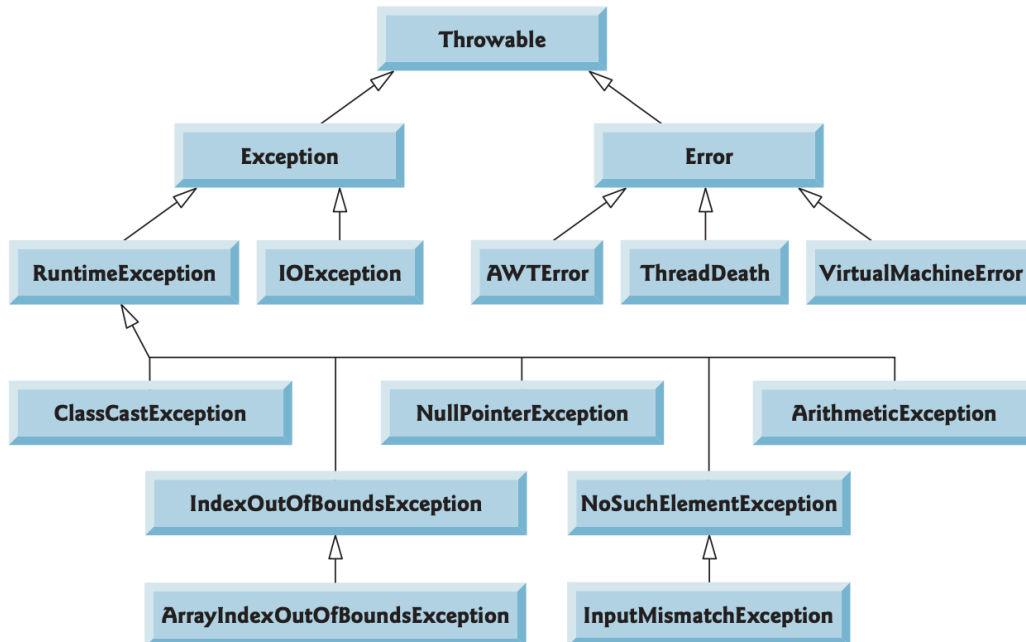 Throwable
Exception
Error
RuntimeException
IOException
AWTError
ThreadDeath
VirtualMachineError
ClassCastException
NullPointerException
ArithmeticException
IndexOutOfBoundsException
NoSuchElementException
ArrayIndexOutOfBoundsException
InputMismatchException